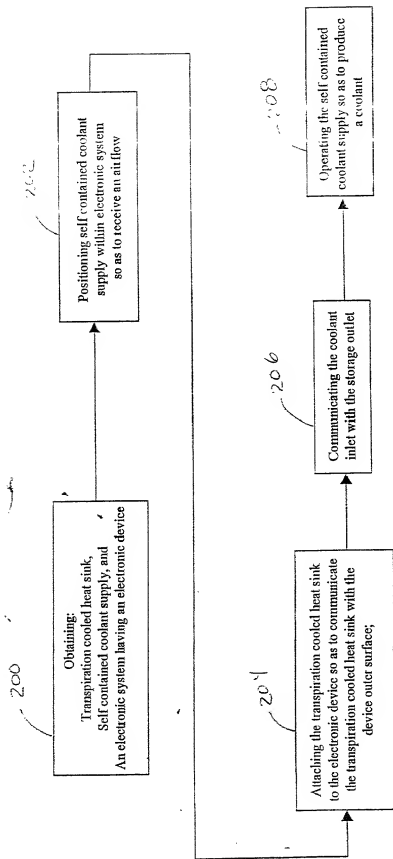 200
Obtaining:
Transpiration cooled heat sink,
Self contained coolant supply, and
An electronic system having an electronic device
202
Positioning self contained coolant
supply within electronic system
so as to receive an air flow
204
Attaching the transpiration cooled heat sink
to the electronic device so as to communicate
the transpiration cooled heat sink with the
device outer surface;
206
Communicating the coolant
inlet with the storage outlet
208
Operating the self contained
coolant supply so as to produce
a coolant